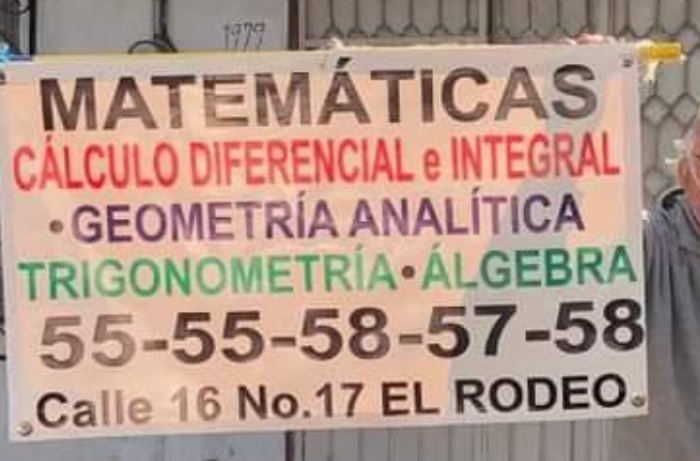 1979
MATEMÁTICAS
CÁLCULO DIFERENCIAL e INTEGRAL
•GEOMETRÍA ANALÍTICA
TRIGONOMETRÍA•ÁLGEBRA
55-55-58-57-58
Calle 16 No.17 EL RODEO.